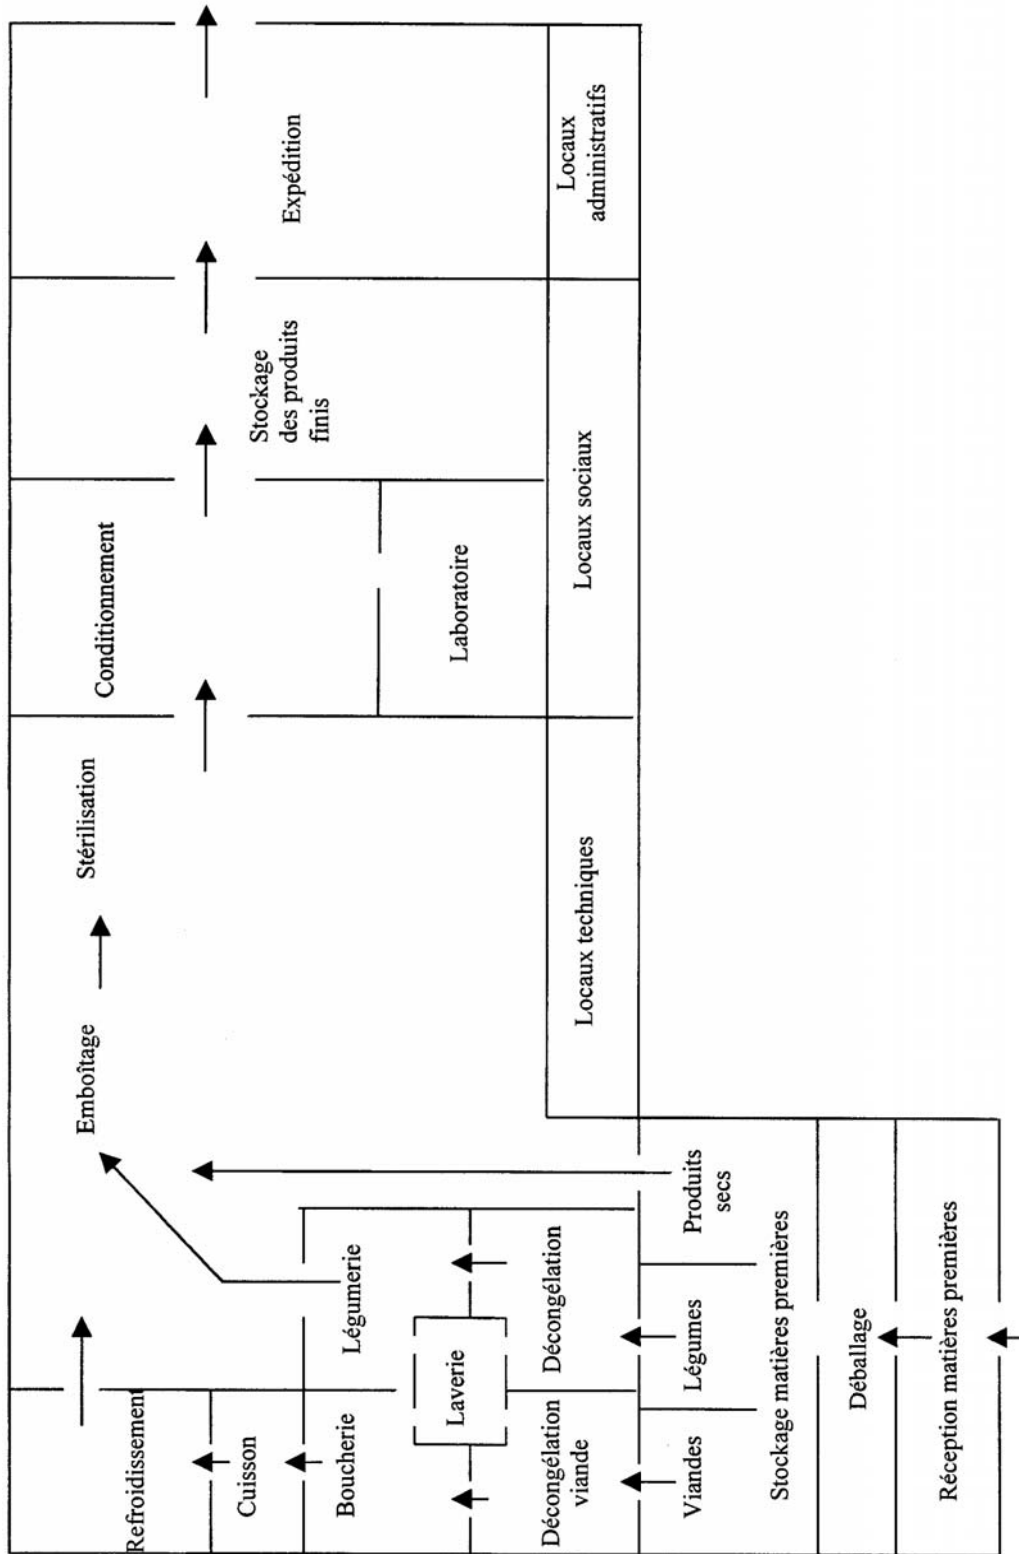 Refroidissement
Cuisson
Boucherie
Décongélation
viande
Viandes
Stockage matières premières
Déballage
Réception matières premières
Légumerie
Laverie
Décongélation
Légumes
Produits
secs
Emboîtage
Stérilisation
Locaux techniques
Conditionnement
Laboratoire
Locaux sociaux
Stockage
des produits
finis
Expédition
Locaux
administratifs